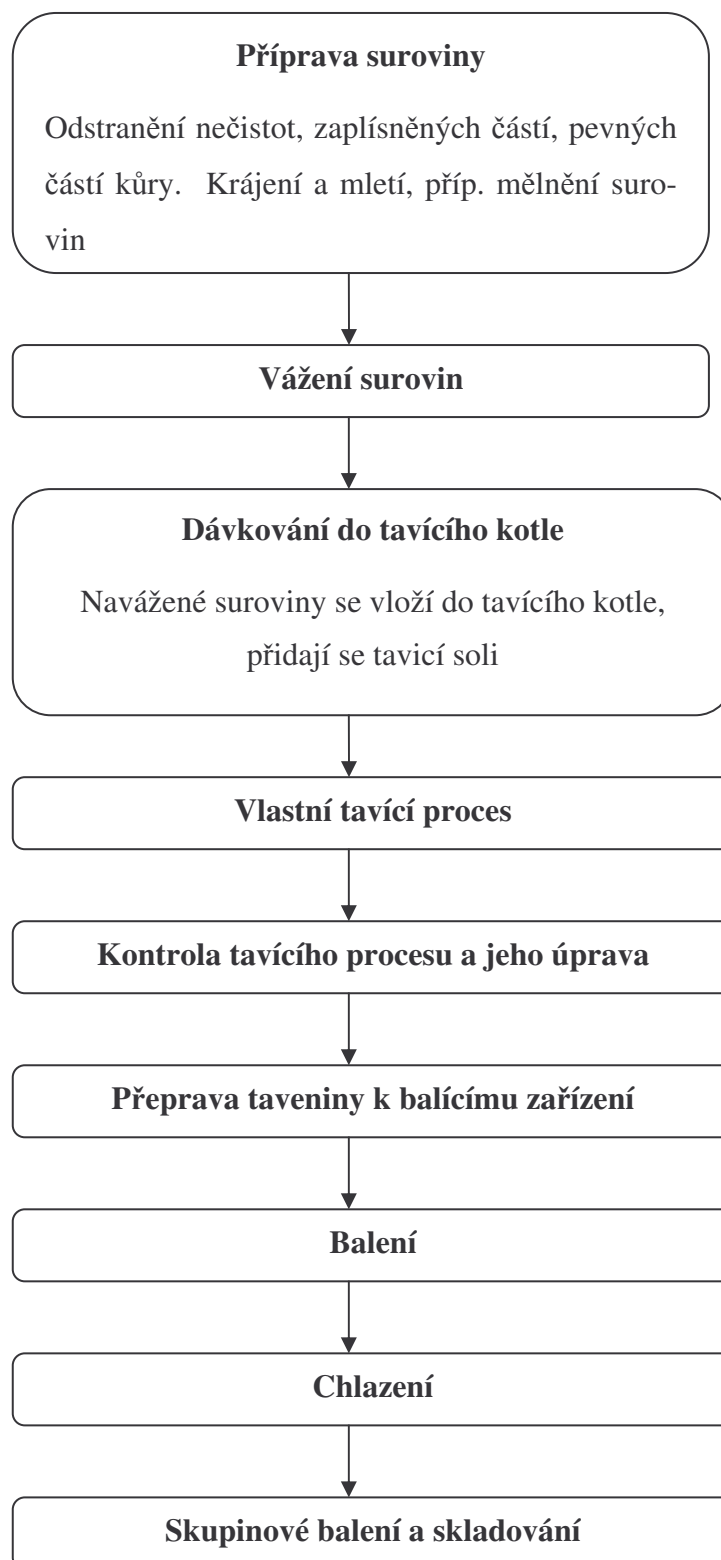 Příprava suroviny
Odstranění nečistot, zaplísněných částí, pevných
částí kůry. Krájení a mletí, příp. mělnění suro-
vin
Vážení surovin
Dávkování do tavícího kotle
Navážené suroviny se vloží do tavícího kotle,
přidají se tavicí soli
Vlastní tavící proces
Kontrola tavícího procesu a jeho úprava
Přeprava taveniny k balícímu zařízení
Balení
Chlazení
Skupinové balení a skladování